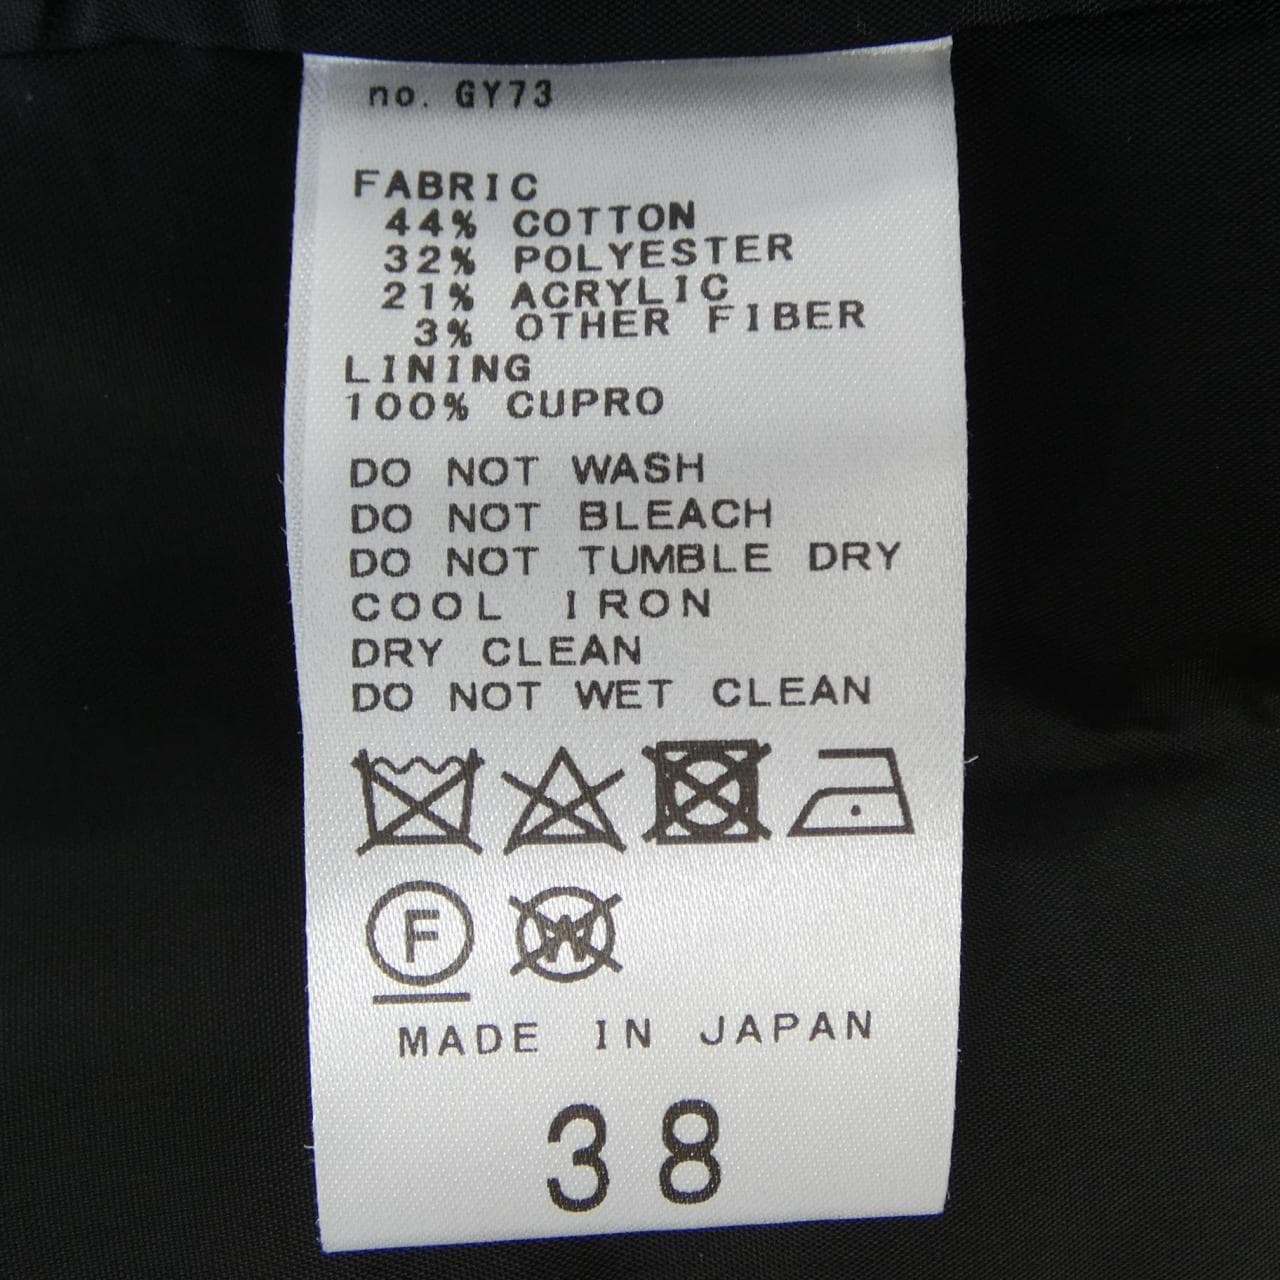 no. GY73
FABRIC
44% COTTON
32% POLYESTER
21% ACRYLIC
3% OTHER FIBER
LINING
100% CUPRO
DO NOT WASH
DO NOT BLEACH
DO NOT TUMBLE DRY
COOL IRON
DRY CLEAN
DO NOT WET CLEAN
F W
MADE IN JAPAN
38